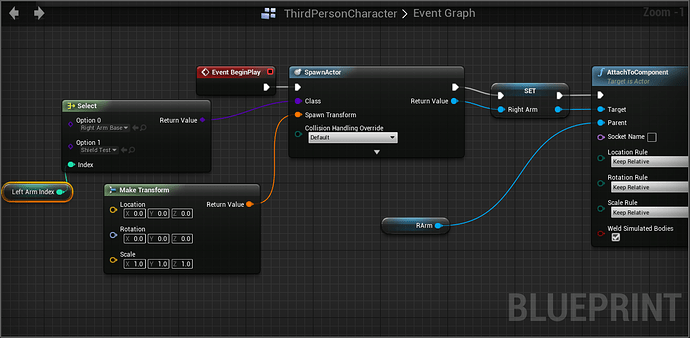 ThirdPersonCharacter > Event Graph
Zoom -1
Event BeginPlay
SpawnActor
Class
Return Value
Spawn Transform
Collision Handling Override
Default
SET
Right Arm
AttachToComponent
Target is Actor
Target
Parent
Socket Name
Location Rule
Keep Relative
Rotation Rule
Keep Relative
Scale Rule
Keep Relative
Weld Simulated Bodies
Select
Option 0
Return Value
Right Arm Base
Option 1
Shield Test
Index
Left Arm Index
Make Transform
Location
Return Value
X 0.0 Y 0.0 Z 0.0
Rotation
X 0.0 Y 0.0 Z 0.0
Scale
X 1.0 Y 1.0 Z 1.0
RArm
BLUEPRINT